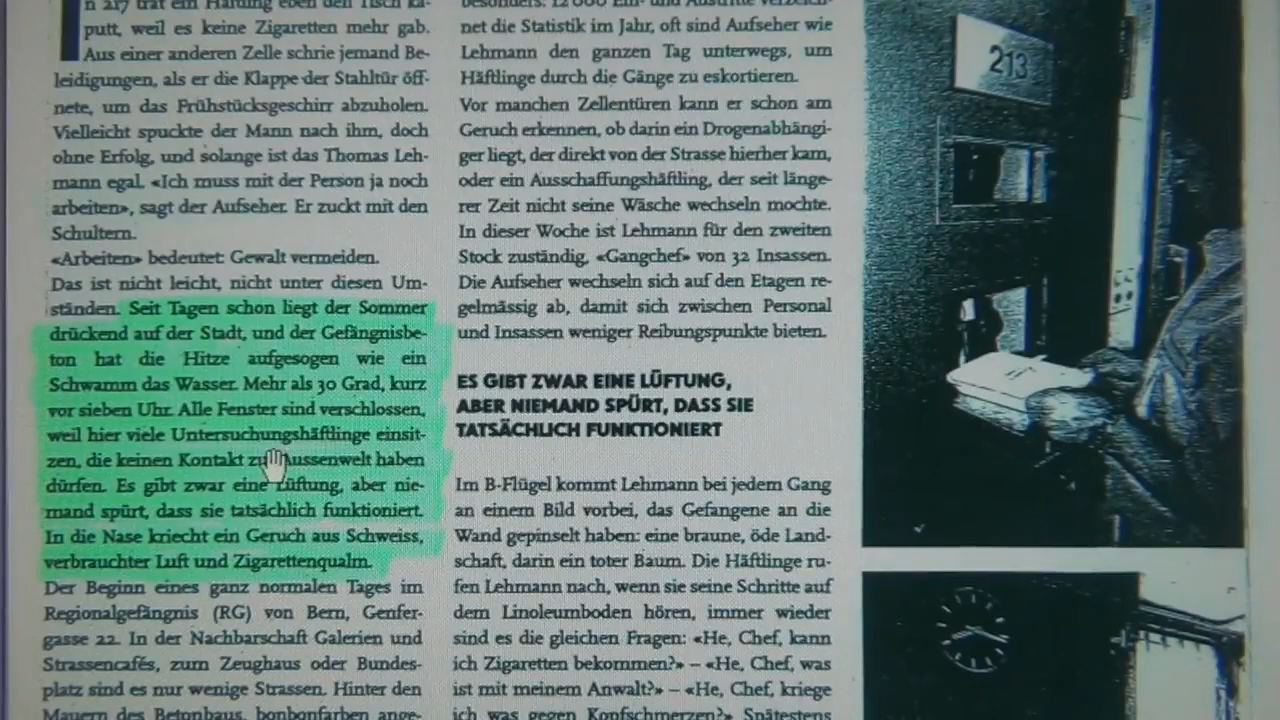 n 217 trat ein Häftling eben den Tisch ka-
putt, weil es keine Zigaretten mehr gab.
Aus einer anderen Zelle schrie jemand Be-
leidigungen, als er die Klappe der Stahltür öff-
nete, um das Frühstücksgeschirr abzuholen.
Vielleicht spuckte der Mann nach ihm, doch
ohne Erfolg, und solange ist das Thomas Leh-
mann egal. «Ich muss mit der Person ja noch
arbeiten», sagt der Aufseher. Er zuckt mit den
Schultern.
«Arbeiten» bedeutet: Gewalt vermeiden.
Das ist nicht leicht, nicht unter diesen Um-
ständen. Seit Tagen schon liegt der Sommer
drückend auf der Stadt, und der Gefängnisbe-
ton hat die Hitze aufgesogen wie ein
Schwamm das Wasser. Mehr als 30 Grad, kurz
vor sieben Uhr. Alle Fenster sind verschlossen,
weil hier viele Untersuchungshäftlinge einsit-
zen, die keinen Kontakt zu Aussenwelt haben
dürfen. Es gibt zwar eine Lüftung, aber nie-
mand spürt, dass sie tatsächlich funktioniert.
In die Nase kriecht ein Geruch aus Schweiss,
verbrauchter Luft und Zigarettenqualm.
Der Beginn eines ganz normalen Tages im
Regionalgefängnis (RG) von Bern, Genfer-
gasse 22. In der Nachbarschaft Galerien und
Strassencafés, zum Zeughaus oder Bundes-
platz sind es nur wenige Strassen. Hinter den
Mauern des Betonbaus, bonbonfarben ange-
besonders: 12 000 Ein- und Austritte verzeich-
net die Statistik im Jahr, oft sind Aufseher wie
Lehmann den ganzen Tag unterwegs, um
Häftlinge durch die Gänge zu eskortieren.
Vor manchen Zellentüren kann er schon am
Geruch erkennen, ob darin ein Drogenabhängi-
ger liegt, der direkt von der Strasse hierher kam,
oder ein Ausschaffungshäftling, der seit länge-
rer Zeit nicht seine Wäsche wechseln mochte.
In dieser Woche ist Lehmann für den zweiten
Stock zuständig, «Gangchef» von 32 Insassen.
Die Aufseher wechseln sich auf den Etagen re-
gelmässig ab, damit sich zwischen Personal
und Insassen weniger Reibungspunkte bieten.
ES GIBT ZWAR EINE LÜFTUNG,
ABER NIEMAND SPÜRT, DASS SIE
TATSÄCHLICH FUNKTIONIERT
Im B-Flügel kommt Lehmann bei jedem Gang
an einem Bild vorbei, das Gefangene an die
Wand gepinselt haben: eine braune, öde Land-
schaft, darin ein toter Baum. Die Häftlinge ru-
fen Lehmann nach, wenn sie seine Schritte auf
dem Linoleumboden hören, immer wieder
sind es die gleichen Fragen: «He, Chef, kann
ich Zigaretten bekommen?» – «He, Chef, was
ist mit meinem Anwalt?» – «He, Chef, kriege
ich was gegen Kopfschmerzen?» Spätestens
213